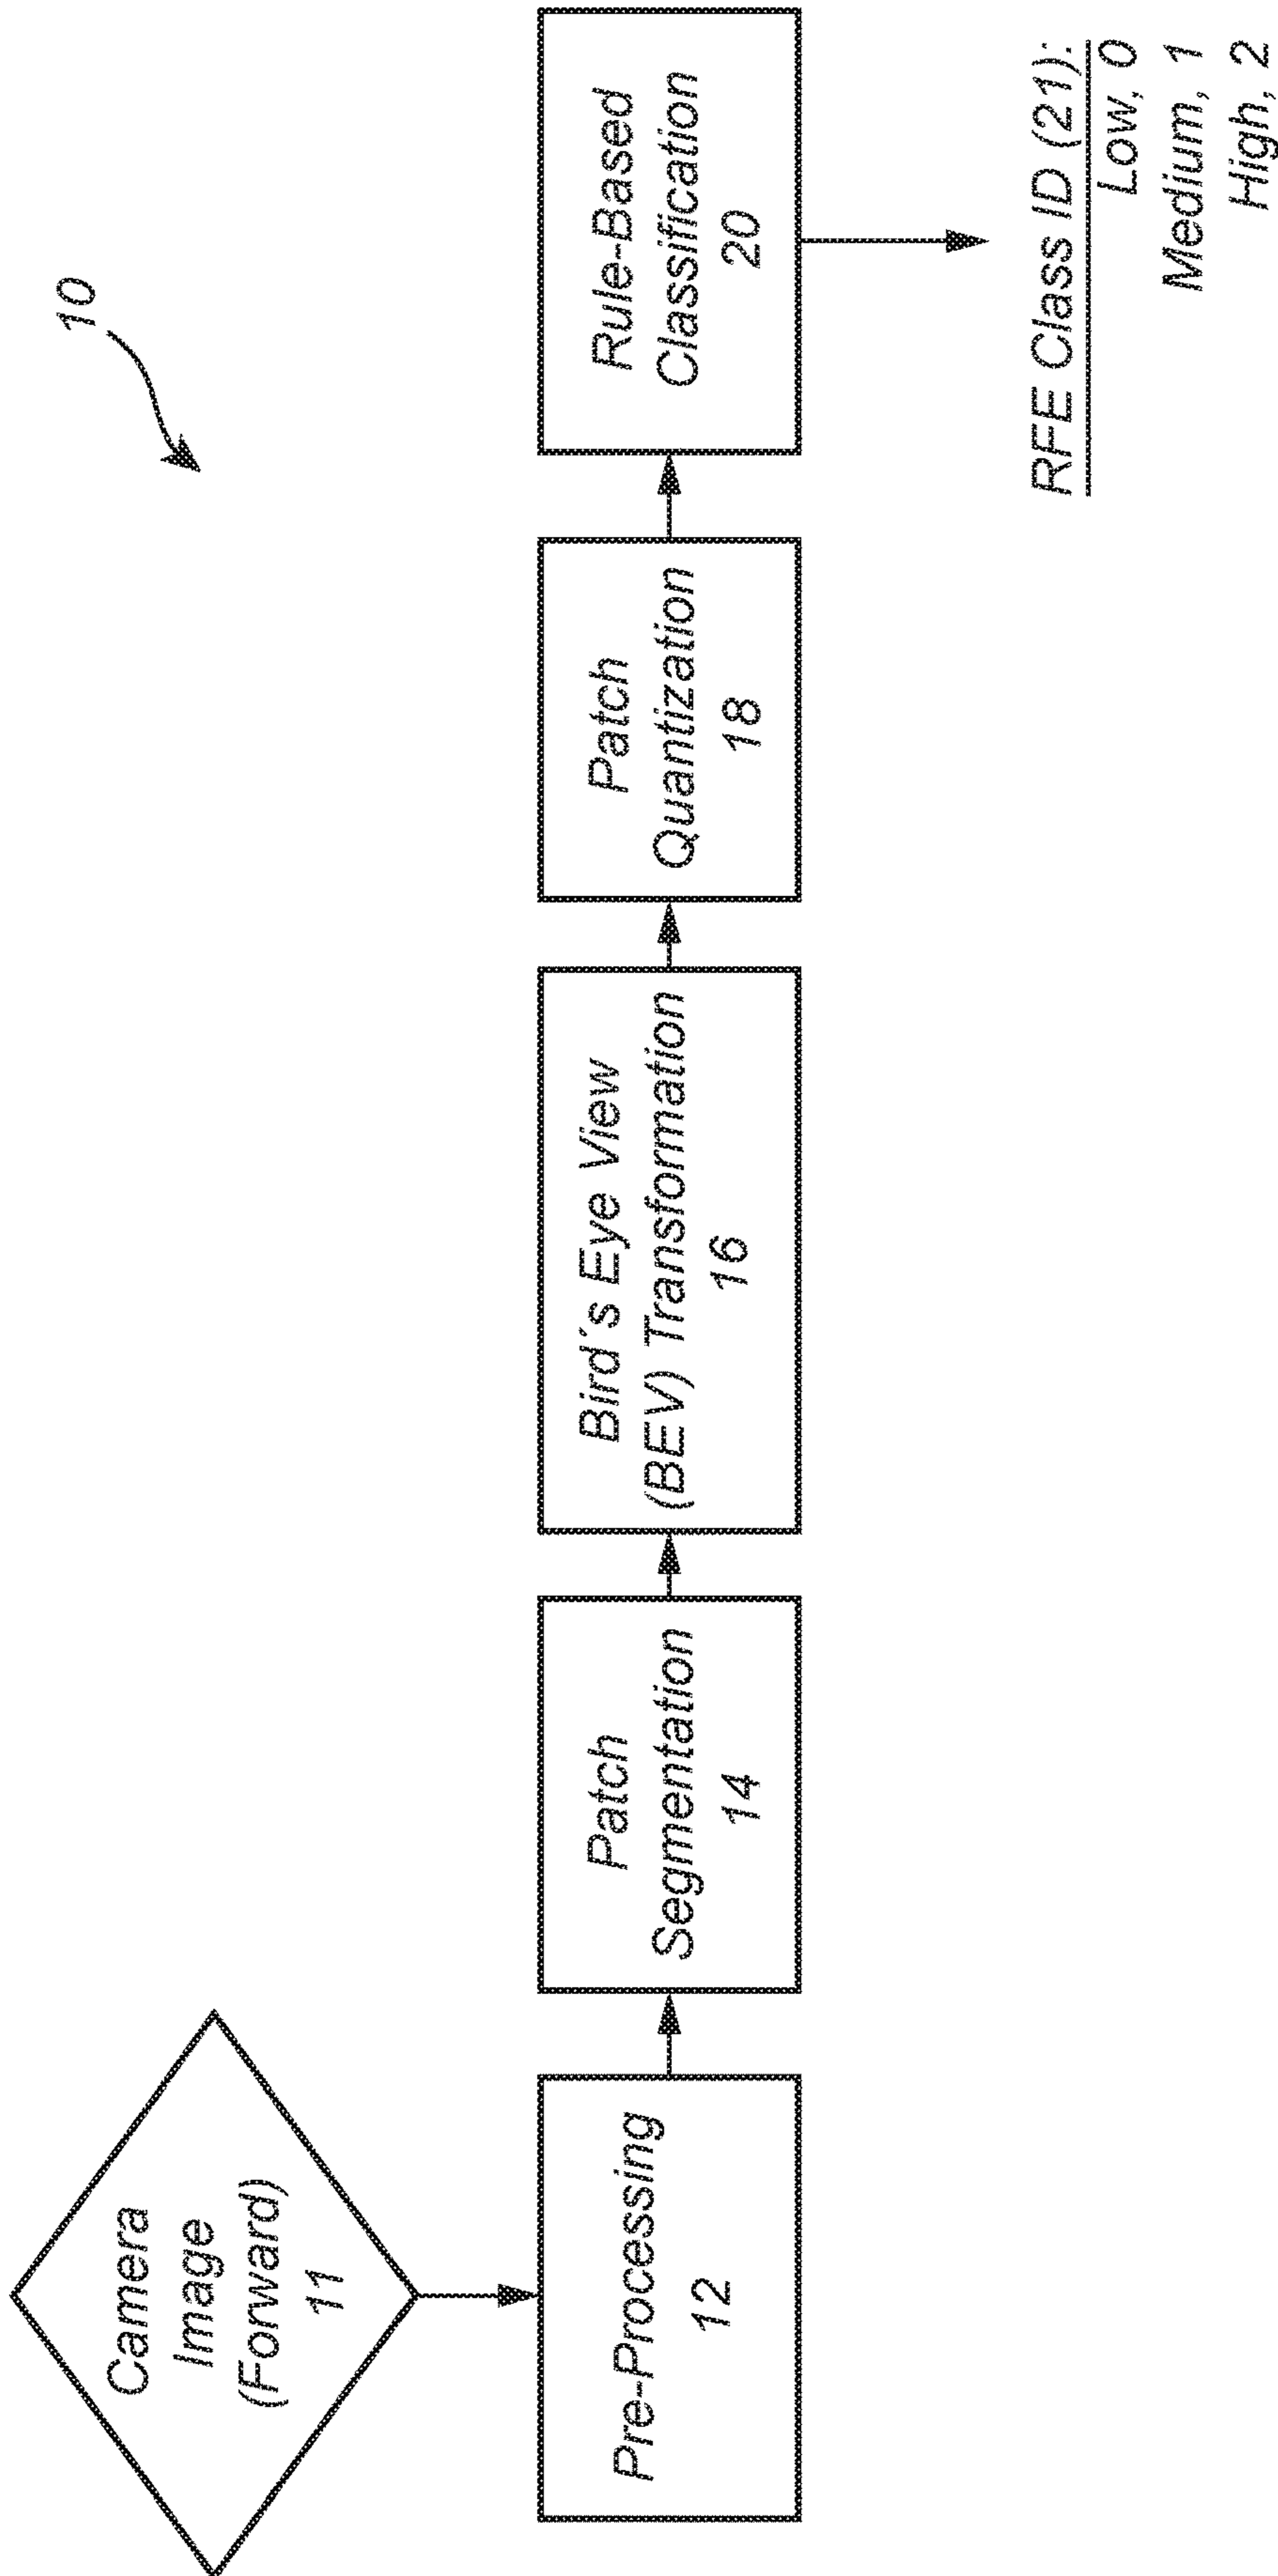 10
Camera
Image
(Forward)
11
Pre-Processing
12
Patch
Segmentation
14
Bird´s Eye View
(BEV) Transformation
16
Patch
Quantization
18
Rule-Based
Classification
20
RFE Class ID (21):
Low, 0
Medium, 1
High, 2